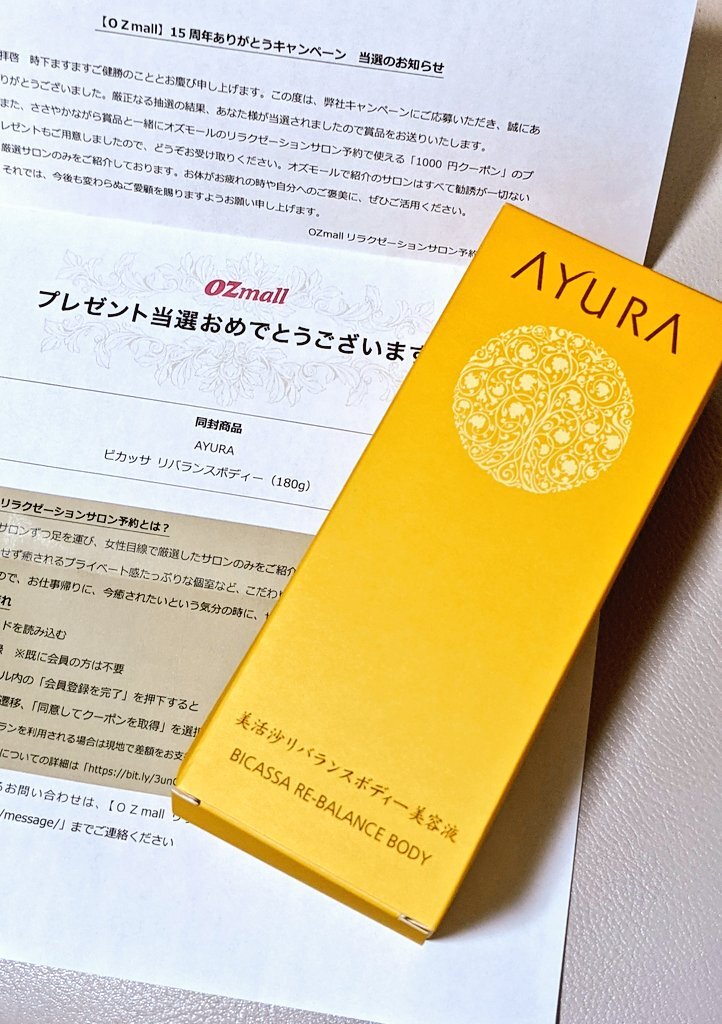 【OZmall】15周年ありがとうキャンペーン 当選のお知らせ
拝啓 時下ますますご健勝のこととお慶び申し上げます。この度は、弊社キャンペーンにご応募いただき、誠にあ
りがとうございました。厳正なる抽選の結果、あなた様が当選されましたので賞品をお送りいたします。
また、ささやかながら賞品と一緒にオズモールのリラクゼーションサロン予約で使える「1000 円クーポン」のプ
レゼントもご用意しましたので、どうぞお受け取りください。オズモールで紹介のサロンはすべて勧誘が一切ない
厳選サロンのみをご紹介しております。お体がお疲れの時や自分へのご褒美に、ぜひご活用ください。
それでは、今後も変わらぬご愛顧を賜りますようお願い申し上げます。
OZmall リラクゼーションサロン予約
OZmall
プレゼント当選おめでとうございます
同封商品
AYURA
ビカッサ リバランスボディー（180g）
リラクゼーションサロン予約とは？
サロンずつ足を運び、女性目線で厳選したサロンのみをご紹介
せず癒されるプライベート感たっぷりな個室など、こだわり
ので、お仕事帰りに、今癒されたいという気分の時に、
れ
ドを読み込む
※既に会員の方は不要
ル内の「会員登録を完了」を押下すると
遷移、「同意してクーポンを取得」を選択
ランを利用される場合は現地で差額をお支
についての詳細は「https://bit.ly/3un
るお問い合わせは、【OZmall リ
/message/」までご連絡ください
AYURA
美活沙リバランスボディー美容液
BICASSA RE-BALANCE BODY